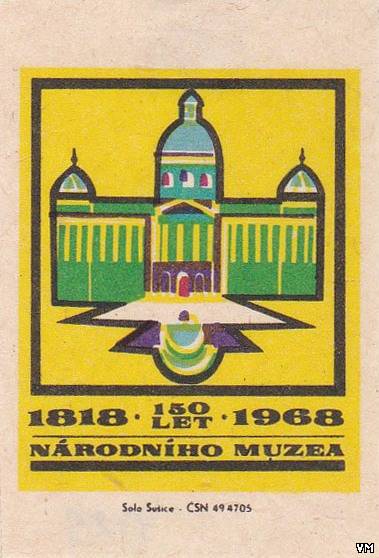 1818 · 150 LET · 1968
NÁRODNÍHO MUZEA
Solo Sušice - ČSN 49 4705
VM